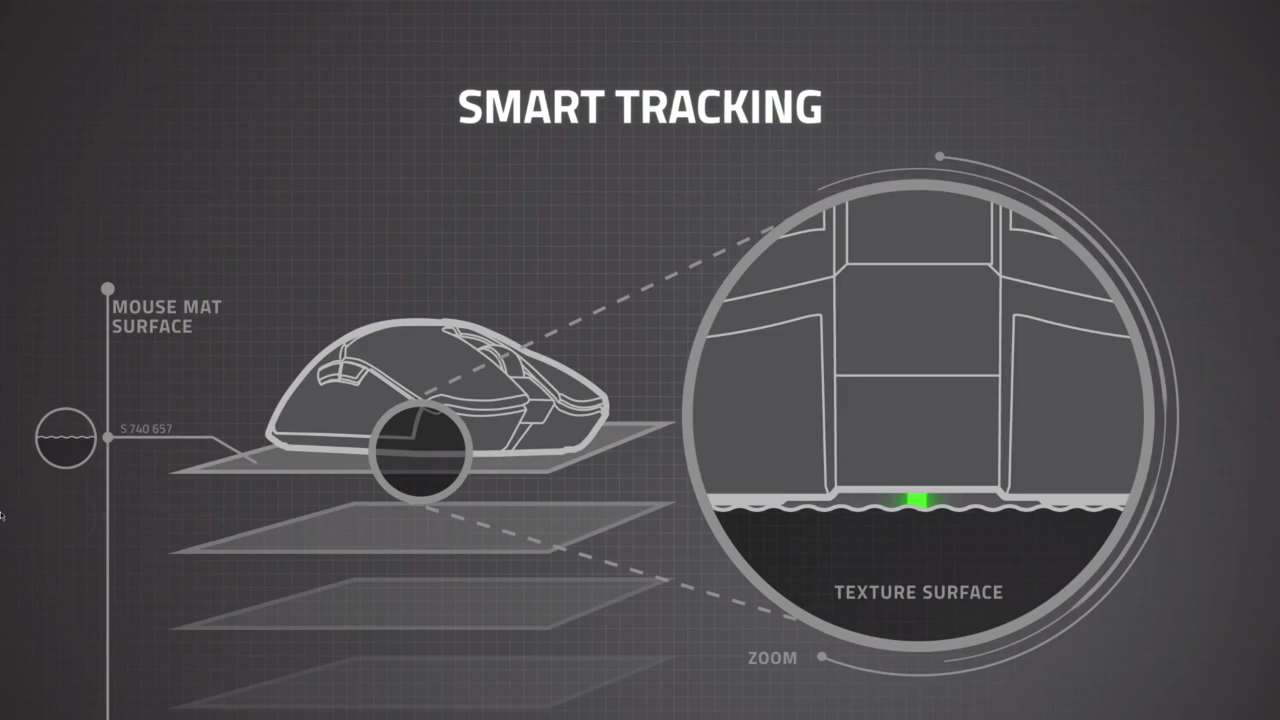 SMART TRACKING
MOUSE MAT
SURFACE
S 740 657
TEXTURE SURFACE
ZOOM